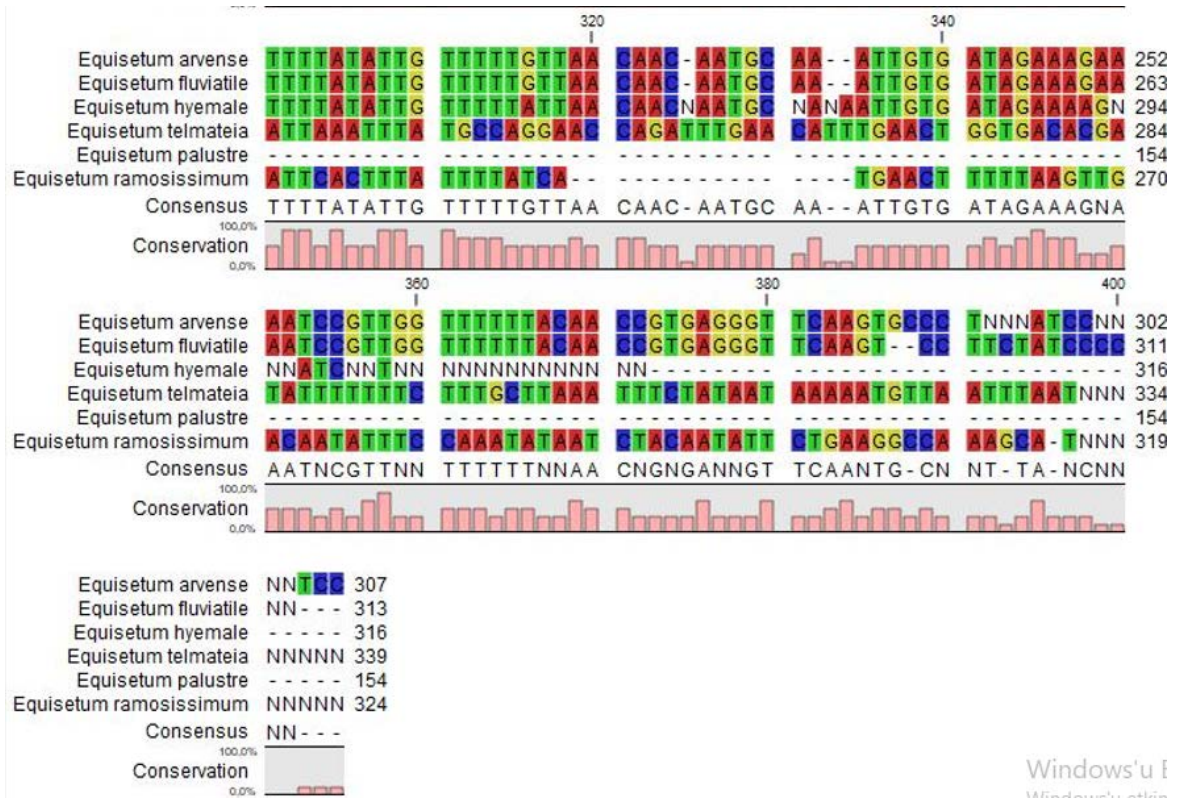 320 340
Equisetum arvense TTTTATATTG TTTTTGTTAA CAAC-AATGC AA--ATTGTG ATAGAAAGAA 252
Equisetum fluviatile TTTTATATTG TTTTTGTTAA CAAC-AATGC AA--ATTGTG ATAGAAAGAA 263
Equisetum hyemale TTTTATATTG TTTTTATTAA CAACNAATGC NANAATTGTG ATAGAAAAGN 294
Equisetum telmateia ATTAAATTTA TGCCAGGAAC CAGATTTGAA CATTTGAACT GGTGACACGA 284
Equisetum palustre ---------- ---------- ---------- ---------- ---------- 154
Equisetum ramosissimum ATTCACTTTA TTTTATCA-- ---------- ----TGAACT TTTTAAGTTG 270
Consensus TTTTATATTG TTTTTGTTAA CAAC-AATGC AA--ATTGTG ATAGAAAGNA
100,0%
Conservation
0,0%
360 380 400
Equisetum arvense AATCCGTTGG TTTTTTACAA CCGTGAGGGT TCAAGTGCCC TNNNATCCNN 302
Equisetum fluviatile AATCCGTTGG TTTTTTACAA CCGTGAGGGT TCAAGT--CC TTCTATCCCC 311
Equisetum hyemale NNATCNNTNN NNNNNNNNNN NN-------- ---------- ---------- 316
Equisetum telmateia TATTTTTTTC TTTGCTTAAA TTTCTATAAT AAAAATGTTA ATTTAATNNN 334
Equisetum palustre ---------- ---------- ---------- ---------- ---------- 154
Equisetum ramosissimum ACAATATTTC CAAATATAAT CTACAATATT CTGAAGGCCA AAGCA-TNNN 319
Consensus AATNCGTTNN TTTTTTNNAA CNGNGANNGT TCAANTG-CN NT-TA-NCNN
100,0%
Conservation
0,0%
Equisetum arvense NNTCC 307
Equisetum fluviatile NN--- 313
Equisetum hyemale ----- 316
Equisetum telmateia NNNNN 339
Equisetum palustre ----- 154
Equisetum ramosissimum NNNNN 324
Consensus NN---
100,0%
Conservation
0,0%
Windows'u